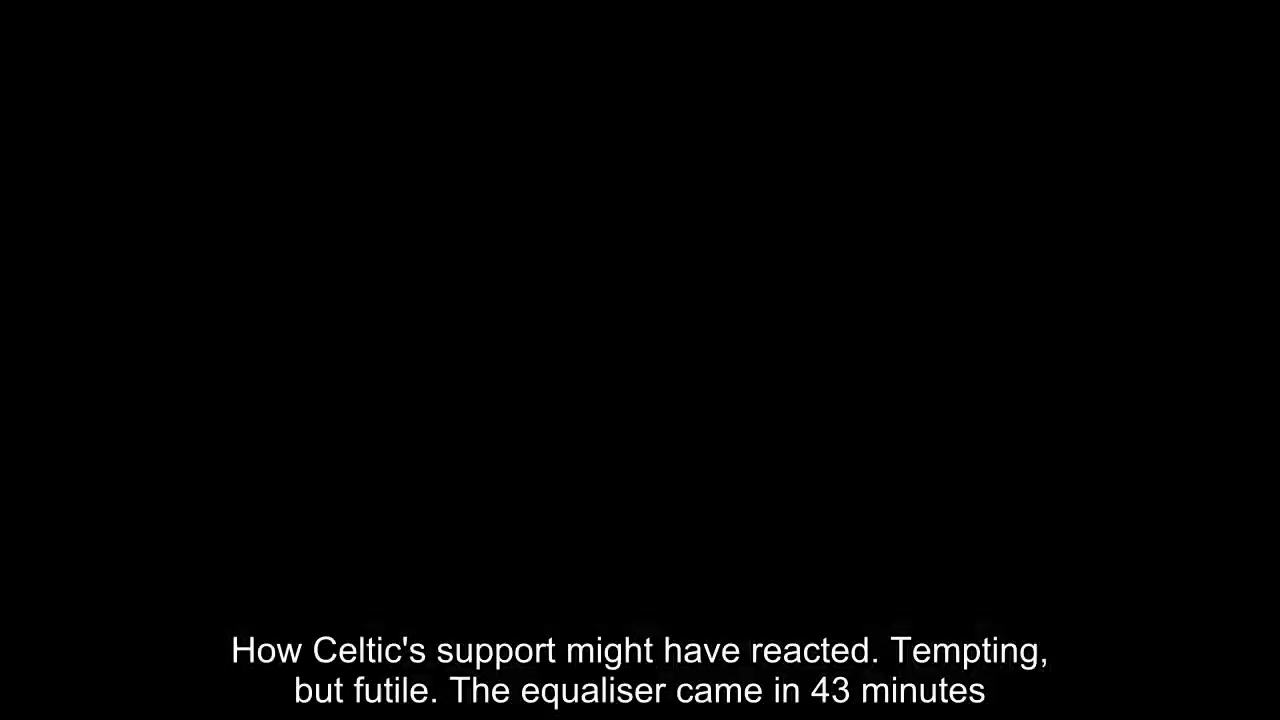 How Celtic's support might have reacted. Tempting,
but futile. The equaliser came in 43 minutes